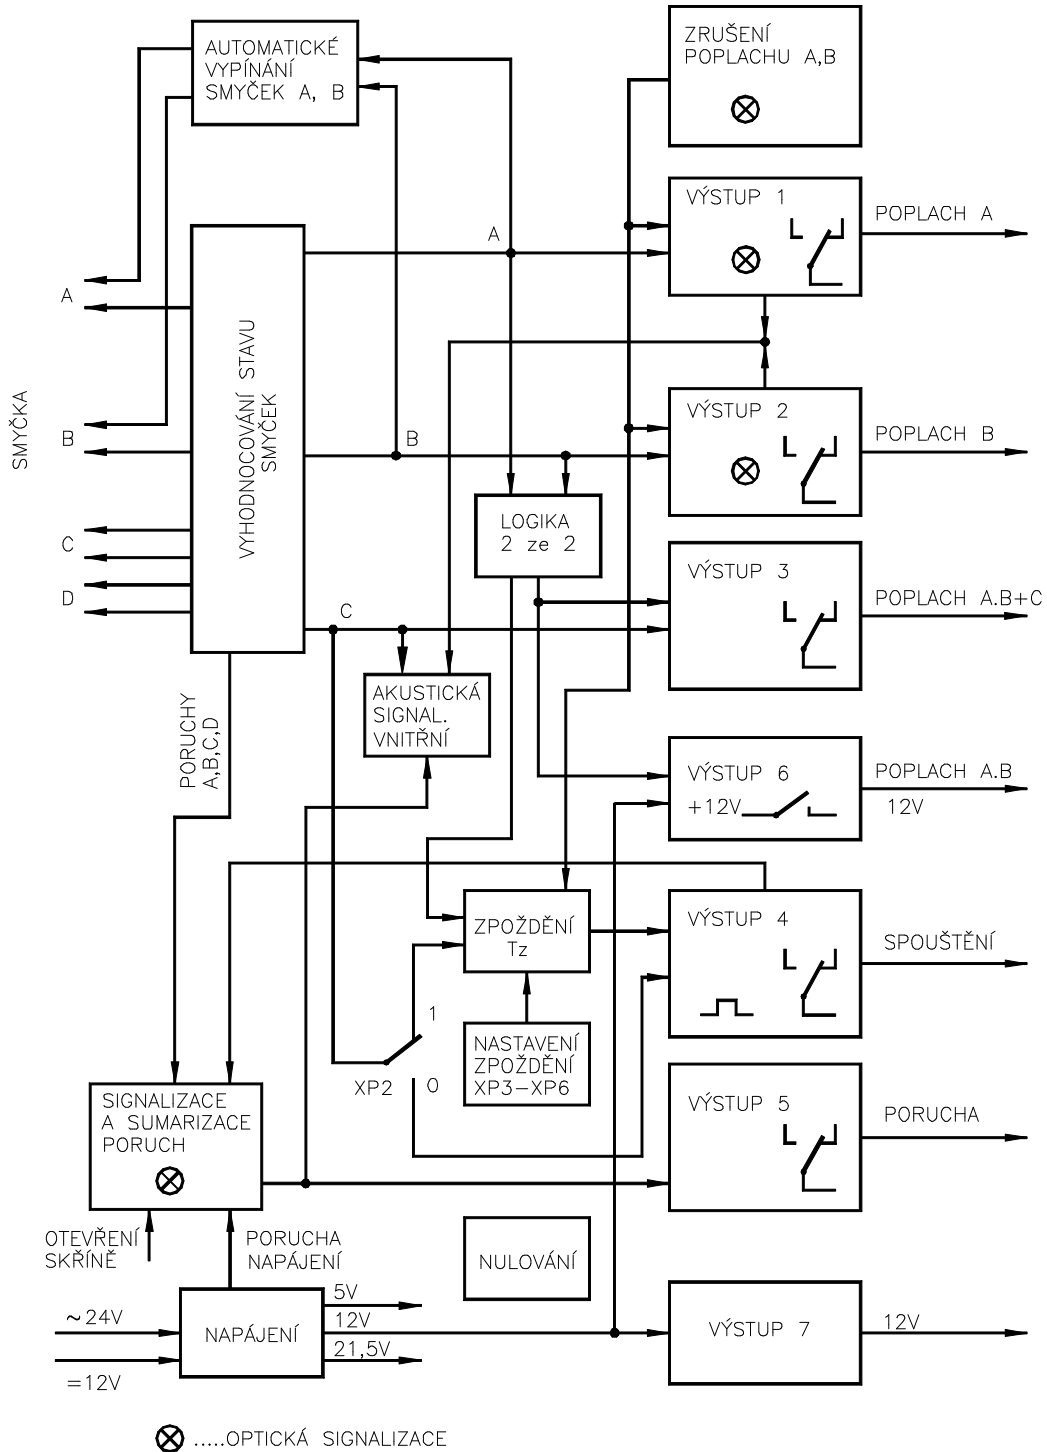 AUTOMATICKÉ
VYPÍNÁNÍ
SMYČEK A, B
ZRUŠENÍ
POPLACHU A,B
VÝSTUP 1
POPLACH A
A
A
VYHODNOCOVÁNÍ STAVU
SMYČEK
SMYČKA
B
B
VÝSTUP 2
POPLACH B
LOGIKA
2 ze 2
C
D
C
VÝSTUP 3
POPLACH A.B+C
PORUCHY
A,B,C,D
AKUSTICKÁ
SIGNAL.
VNITŘNÍ
VÝSTUP 6
+12V
POPLACH A.B
12V
ZPOŽDĚNÍ
Tz
VÝSTUP 4
SPOUŠTĚNÍ
1
XP2
0
NASTAVENÍ
ZPOŽDĚNÍ
XP3-XP6
SIGNALIZACE
A SUMARIZACE
PORUCH
VÝSTUP 5
PORUCHA
OTEVŘENÍ
SKŘÍNĚ
PORUCHA
NAPÁJENÍ
NULOVÁNÍ
~24V
=12V
NAPÁJENÍ
5V
12V
21,5V
VÝSTUP 7
12V
.....OPTICKÁ SIGNALIZACE